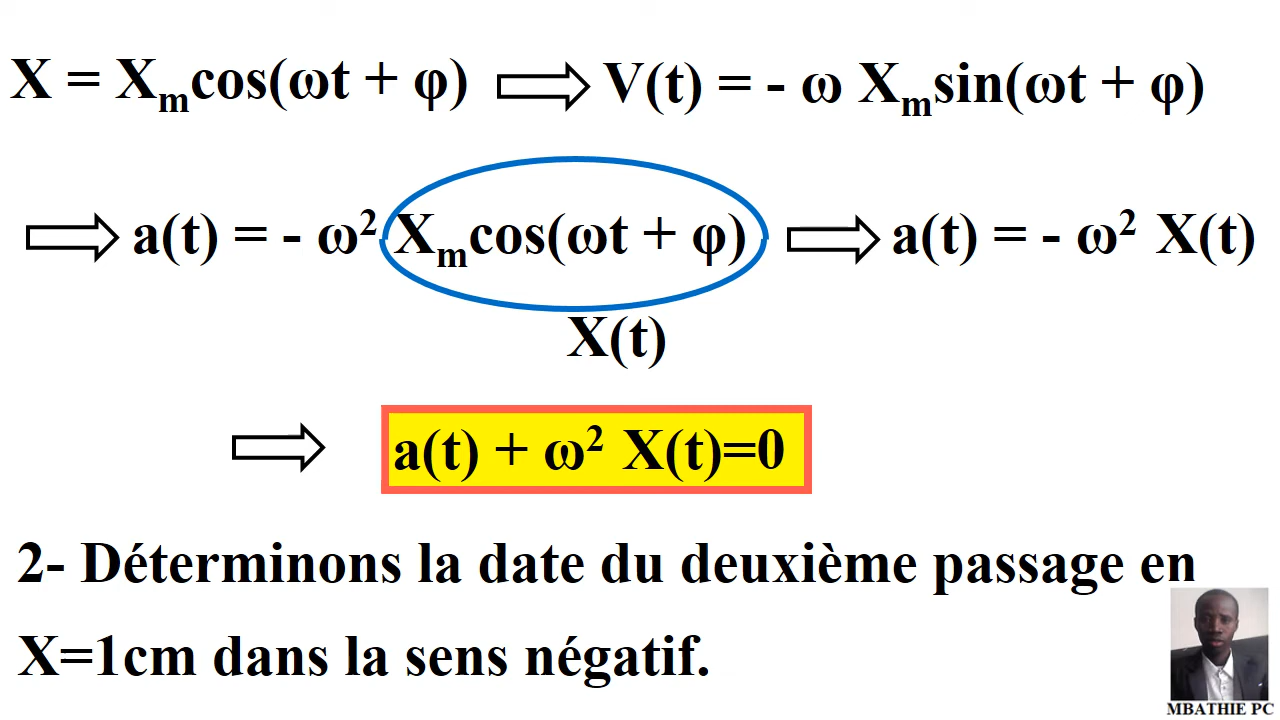 X = Xₘcos(ωt + φ) ⇒ V(t) = - ω Xₘsin(ωt + φ)
⇒ a(t) = - ω² Xₘcos(ωt + φ) ⇒ a(t) = - ω² X(t)
X(t)
⇒ a(t) + ω² X(t)=0
2- Déterminons la date du deuxième passage en
X=1cm dans la sens négatif.
MBATHIE PC